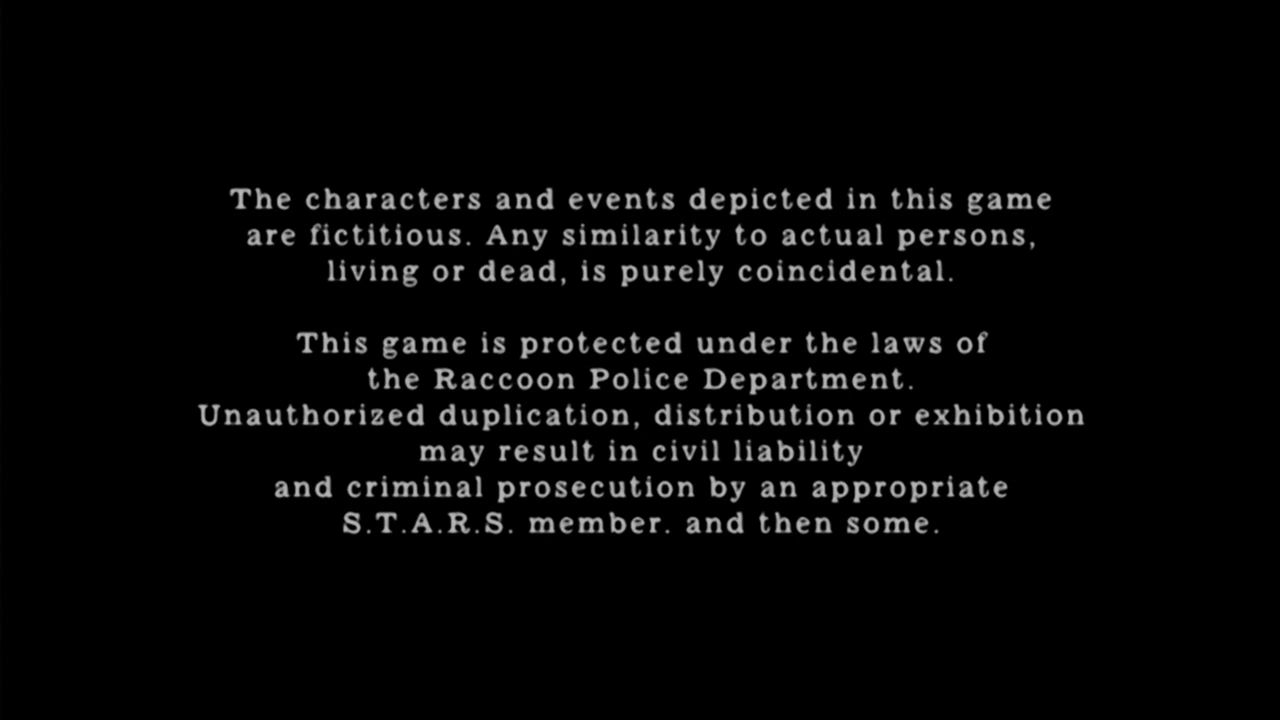 The characters and events depicted in this game
are fictitious. Any similarity to actual persons,
living or dead, is purely coincidental.
This game is protected under the laws of
the Raccoon Police Department.
Unauthorized duplication, distribution or exhibition
may result in civil liability
and criminal prosecution by an appropriate
S.T.A.R.S. member. and then some.